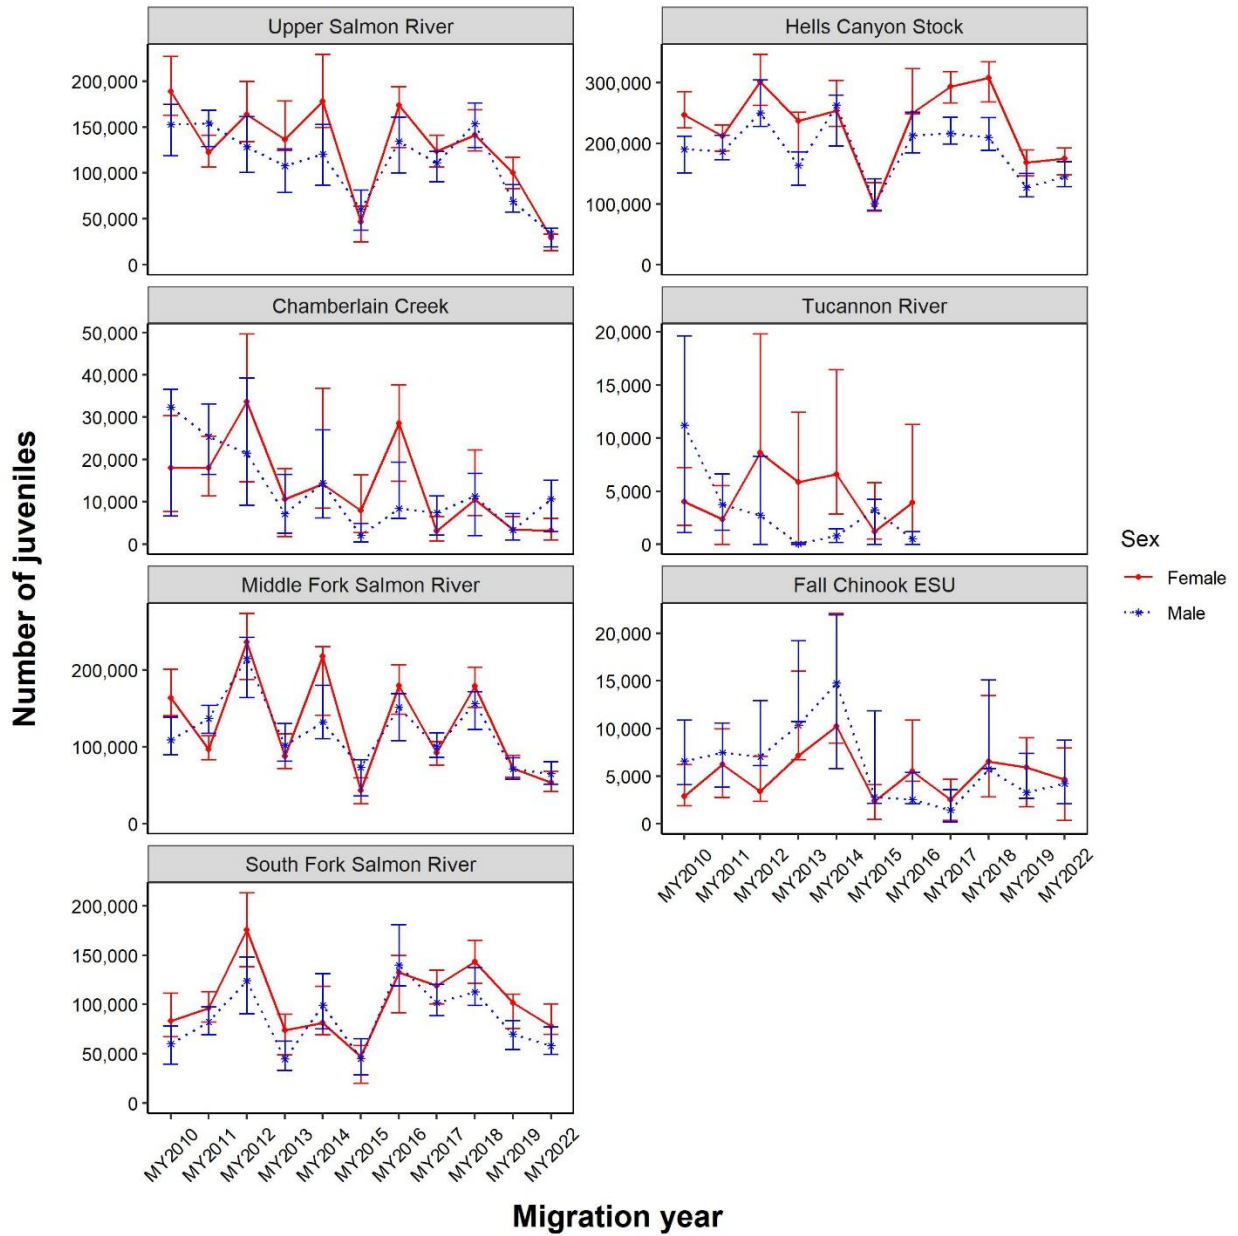 Upper Salmon River
200,000
150,000
100,000
50,000
0
Hells Canyon Stock
300,000
200,000
100,000
0
Chamberlain Creek
50,000
40,000
30,000
20,000
10,000
0
Tucannon River
20,000
15,000
10,000
5,000
0
Middle Fork Salmon River
200,000
100,000
0
Fall Chinook ESU
20,000
15,000
10,000
5,000
0
MY2010
MY2011
MY2012
MY2013
MY2014
MY2015
MY2016
MY2017
MY2018
MY2019
MY2022
South Fork Salmon River
200,000
150,000
100,000
50,000
0
MY2010
MY2011
MY2012
MY2013
MY2014
MY2015
MY2016
MY2017
MY2018
MY2019
MY2022
Number of juveniles
Migration year
Sex
Female
Male